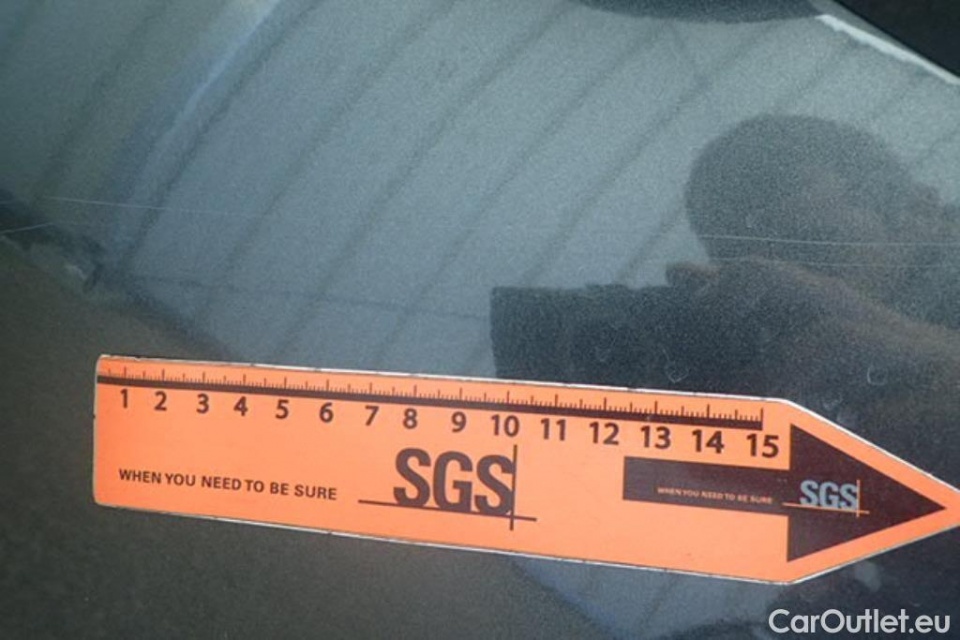 1 2 3 4 5 6 7 8 9 10 11 12 13 14 15
WHEN YOU NEED TO BE SURE
SGS
WHEN YOU NEED TO BE SURE
SGS
CarOutlet.eu